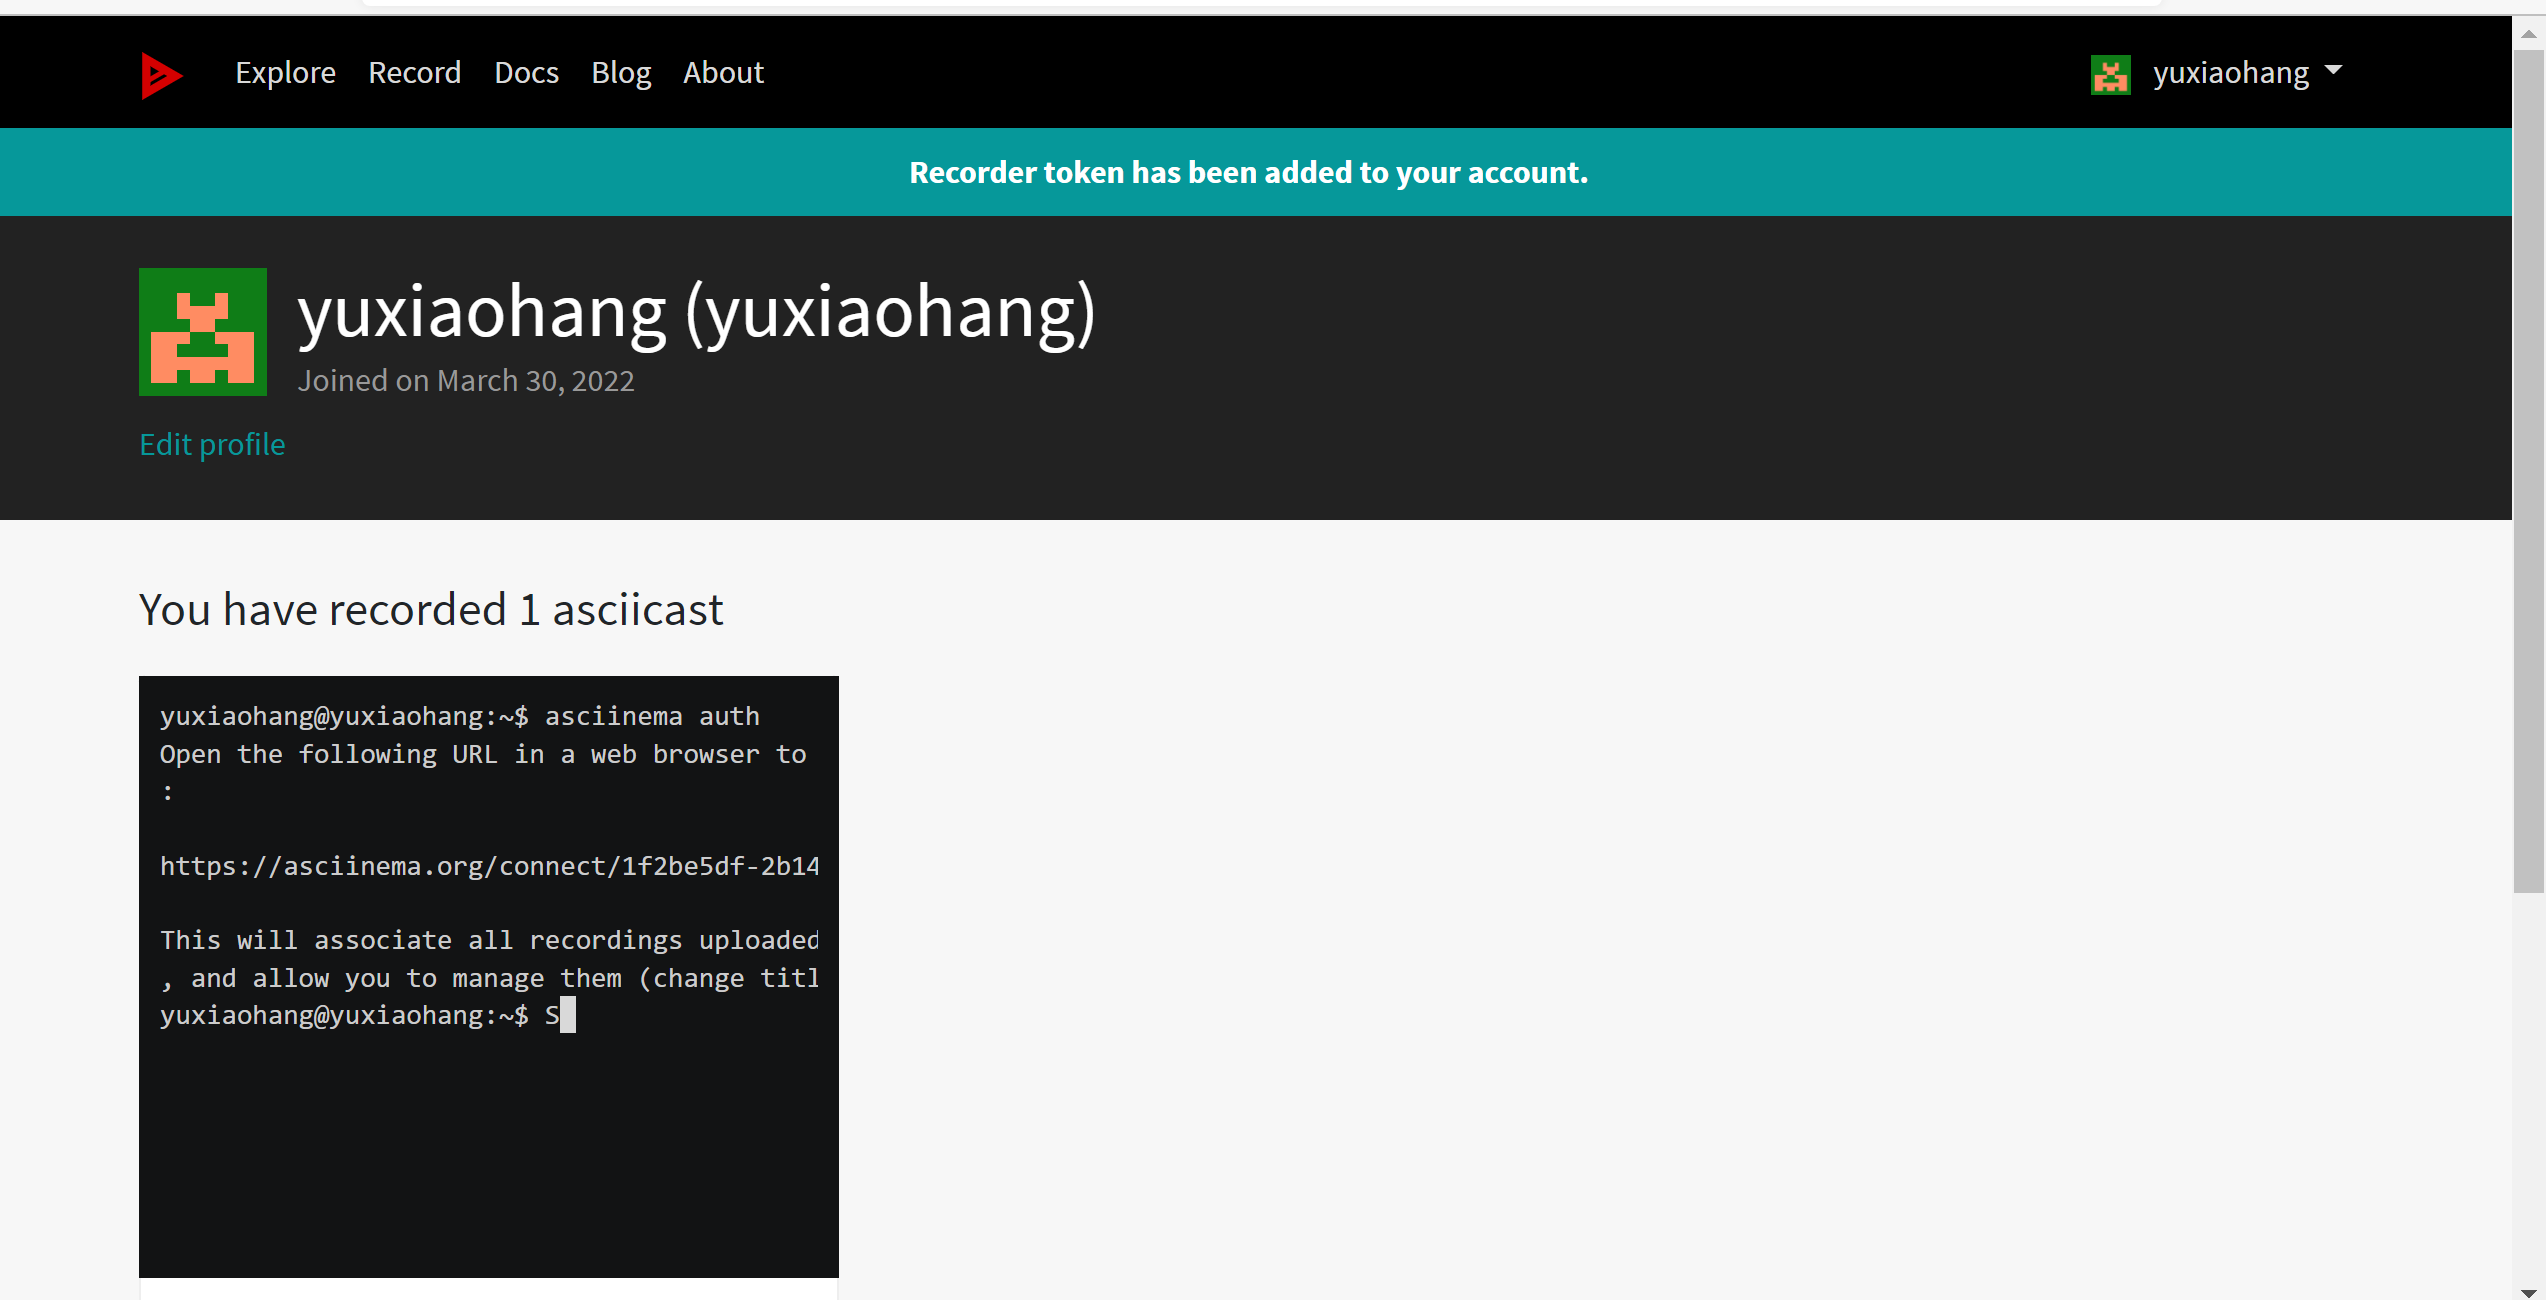 Explore Record Docs Blog About yuxiaohang
Recorder token has been added to your account.
yuxiaohang (yuxiaohang)
Joined on March 30, 2022
Edit profile
You have recorded 1 asciicast
yuxiaohang@yuxiaohang:~$ asciinema auth
Open the following URL in a web browser to
:
https://asciinema.org/connect/1f2be5df-2b14
This will associate all recordings uploaded
, and allow you to manage them (change titl
yuxiaohang@yuxiaohang:~$ S